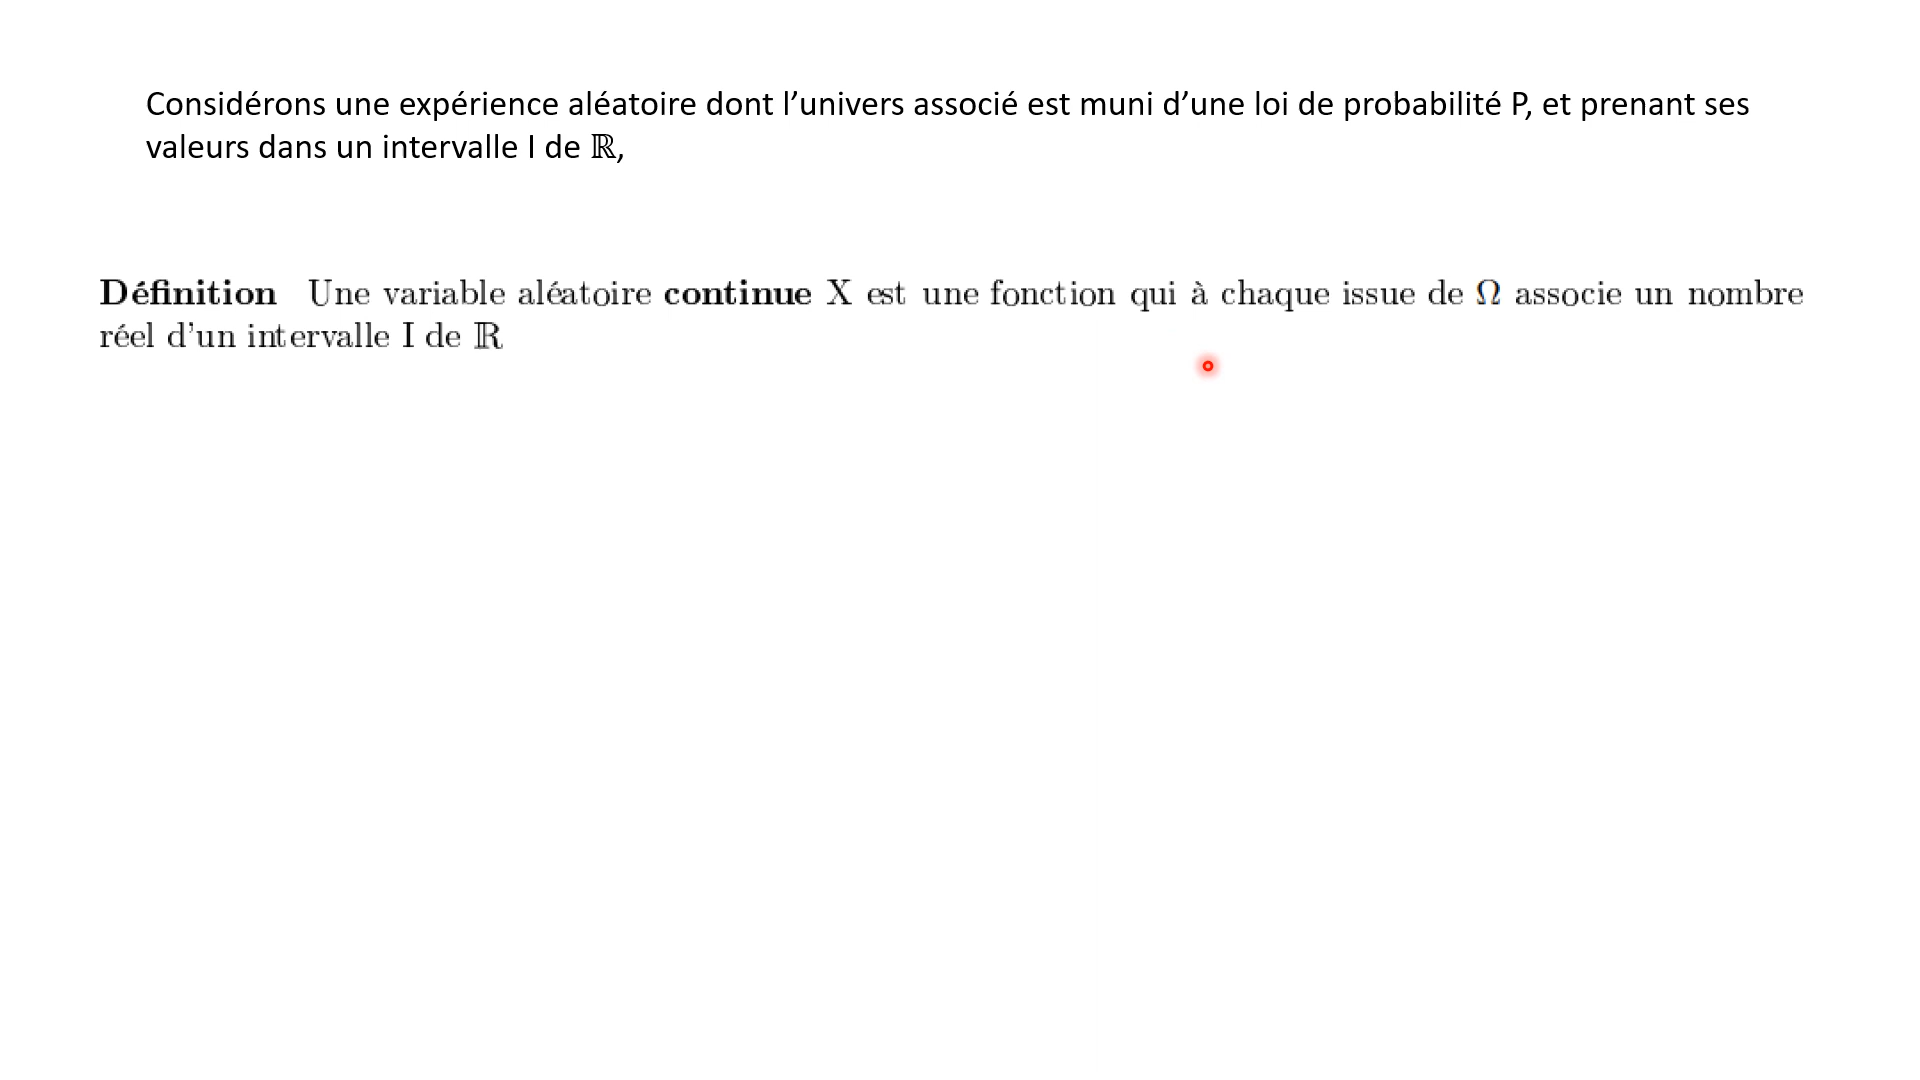 Considérons une expérience aléatoire dont l’univers associé est muni d’une loi de probabilité P, et prenant ses
valeurs dans un intervalle I de ℝ,
Définition Une variable aléatoire continue X est une fonction qui à chaque issue de Ω associe un nombre
réel d’un intervalle I de ℝ